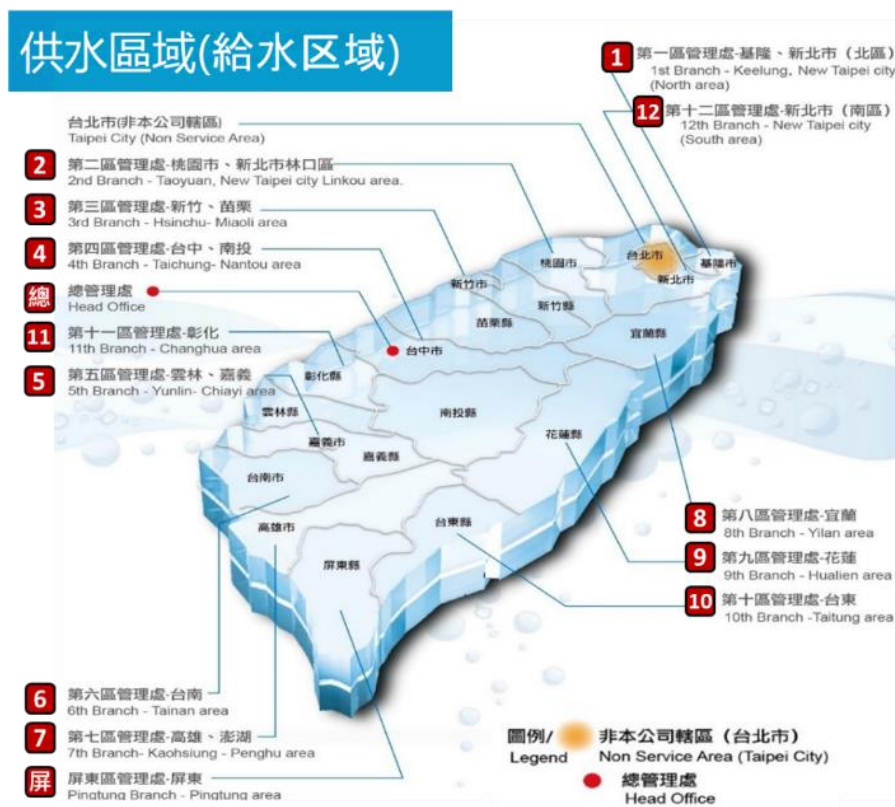 供水區域(給水区域)
1
第一區管理處-基隆、新北市（北區）
1st Branch - Keelung, New Taipei city
(North area)
12
第十二區管理處-新北市（南區）
12th Branch - New Taipei city
(South area)
台北市(非本公司轄區)
Taipei City (Non Service Area)
2
第二區管理處-桃園市、新北市林口區
2nd Branch - Taoyuan, New Taipei city Linkou area.
3
第三區管理處-新竹、苗栗
3rd Branch - Hsinchu- Miaoli area
4
第四區管理處-台中、南投
4th Branch - Taichung- Nantou area
總
總管理處
Head Office
11
第十一區管理處-彰化
11th Branch - Changhua area
5
第五區管理處-雲林、嘉義
5th Branch - Yunlin- Chiayi area
台北市
基隆市
桃園市
新北市
新竹市
新竹縣
苗栗縣
宜蘭縣
台中市
彰化縣
南投縣
雲林縣
花蓮縣
嘉義市
嘉義縣
台南市
高雄市
台東縣
屏東縣
8
第八區管理處-宜蘭
8th Branch - Yilan area
9
第九區管理處-花蓮
9th Branch - Hualien area
10
第十區管理處-台東
10th Branch -Taitung area
6
第六區管理處-台南
6th Branch - Tainan area
7
第七區管理處-高雄、澎湖
7th Branch- Kaohsiung - Penghu area
屏
屏東區管理處-屏東
Pingtung Branch - Pingtung area
圖例/
Legend
非本公司轄區（台北市）
Non Service Area (Taipei City)
總管理處
Head Office